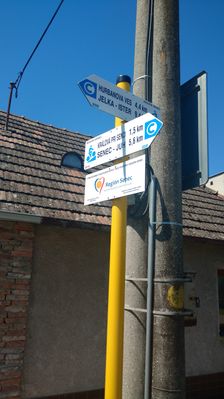 HURBANOVA VES 4,4 km
JELKA - ISTER
C
KRÁĽOVÁ PRI SENCI 1,5 km
SENEC - JUH 5,6 km
C
Región Senec